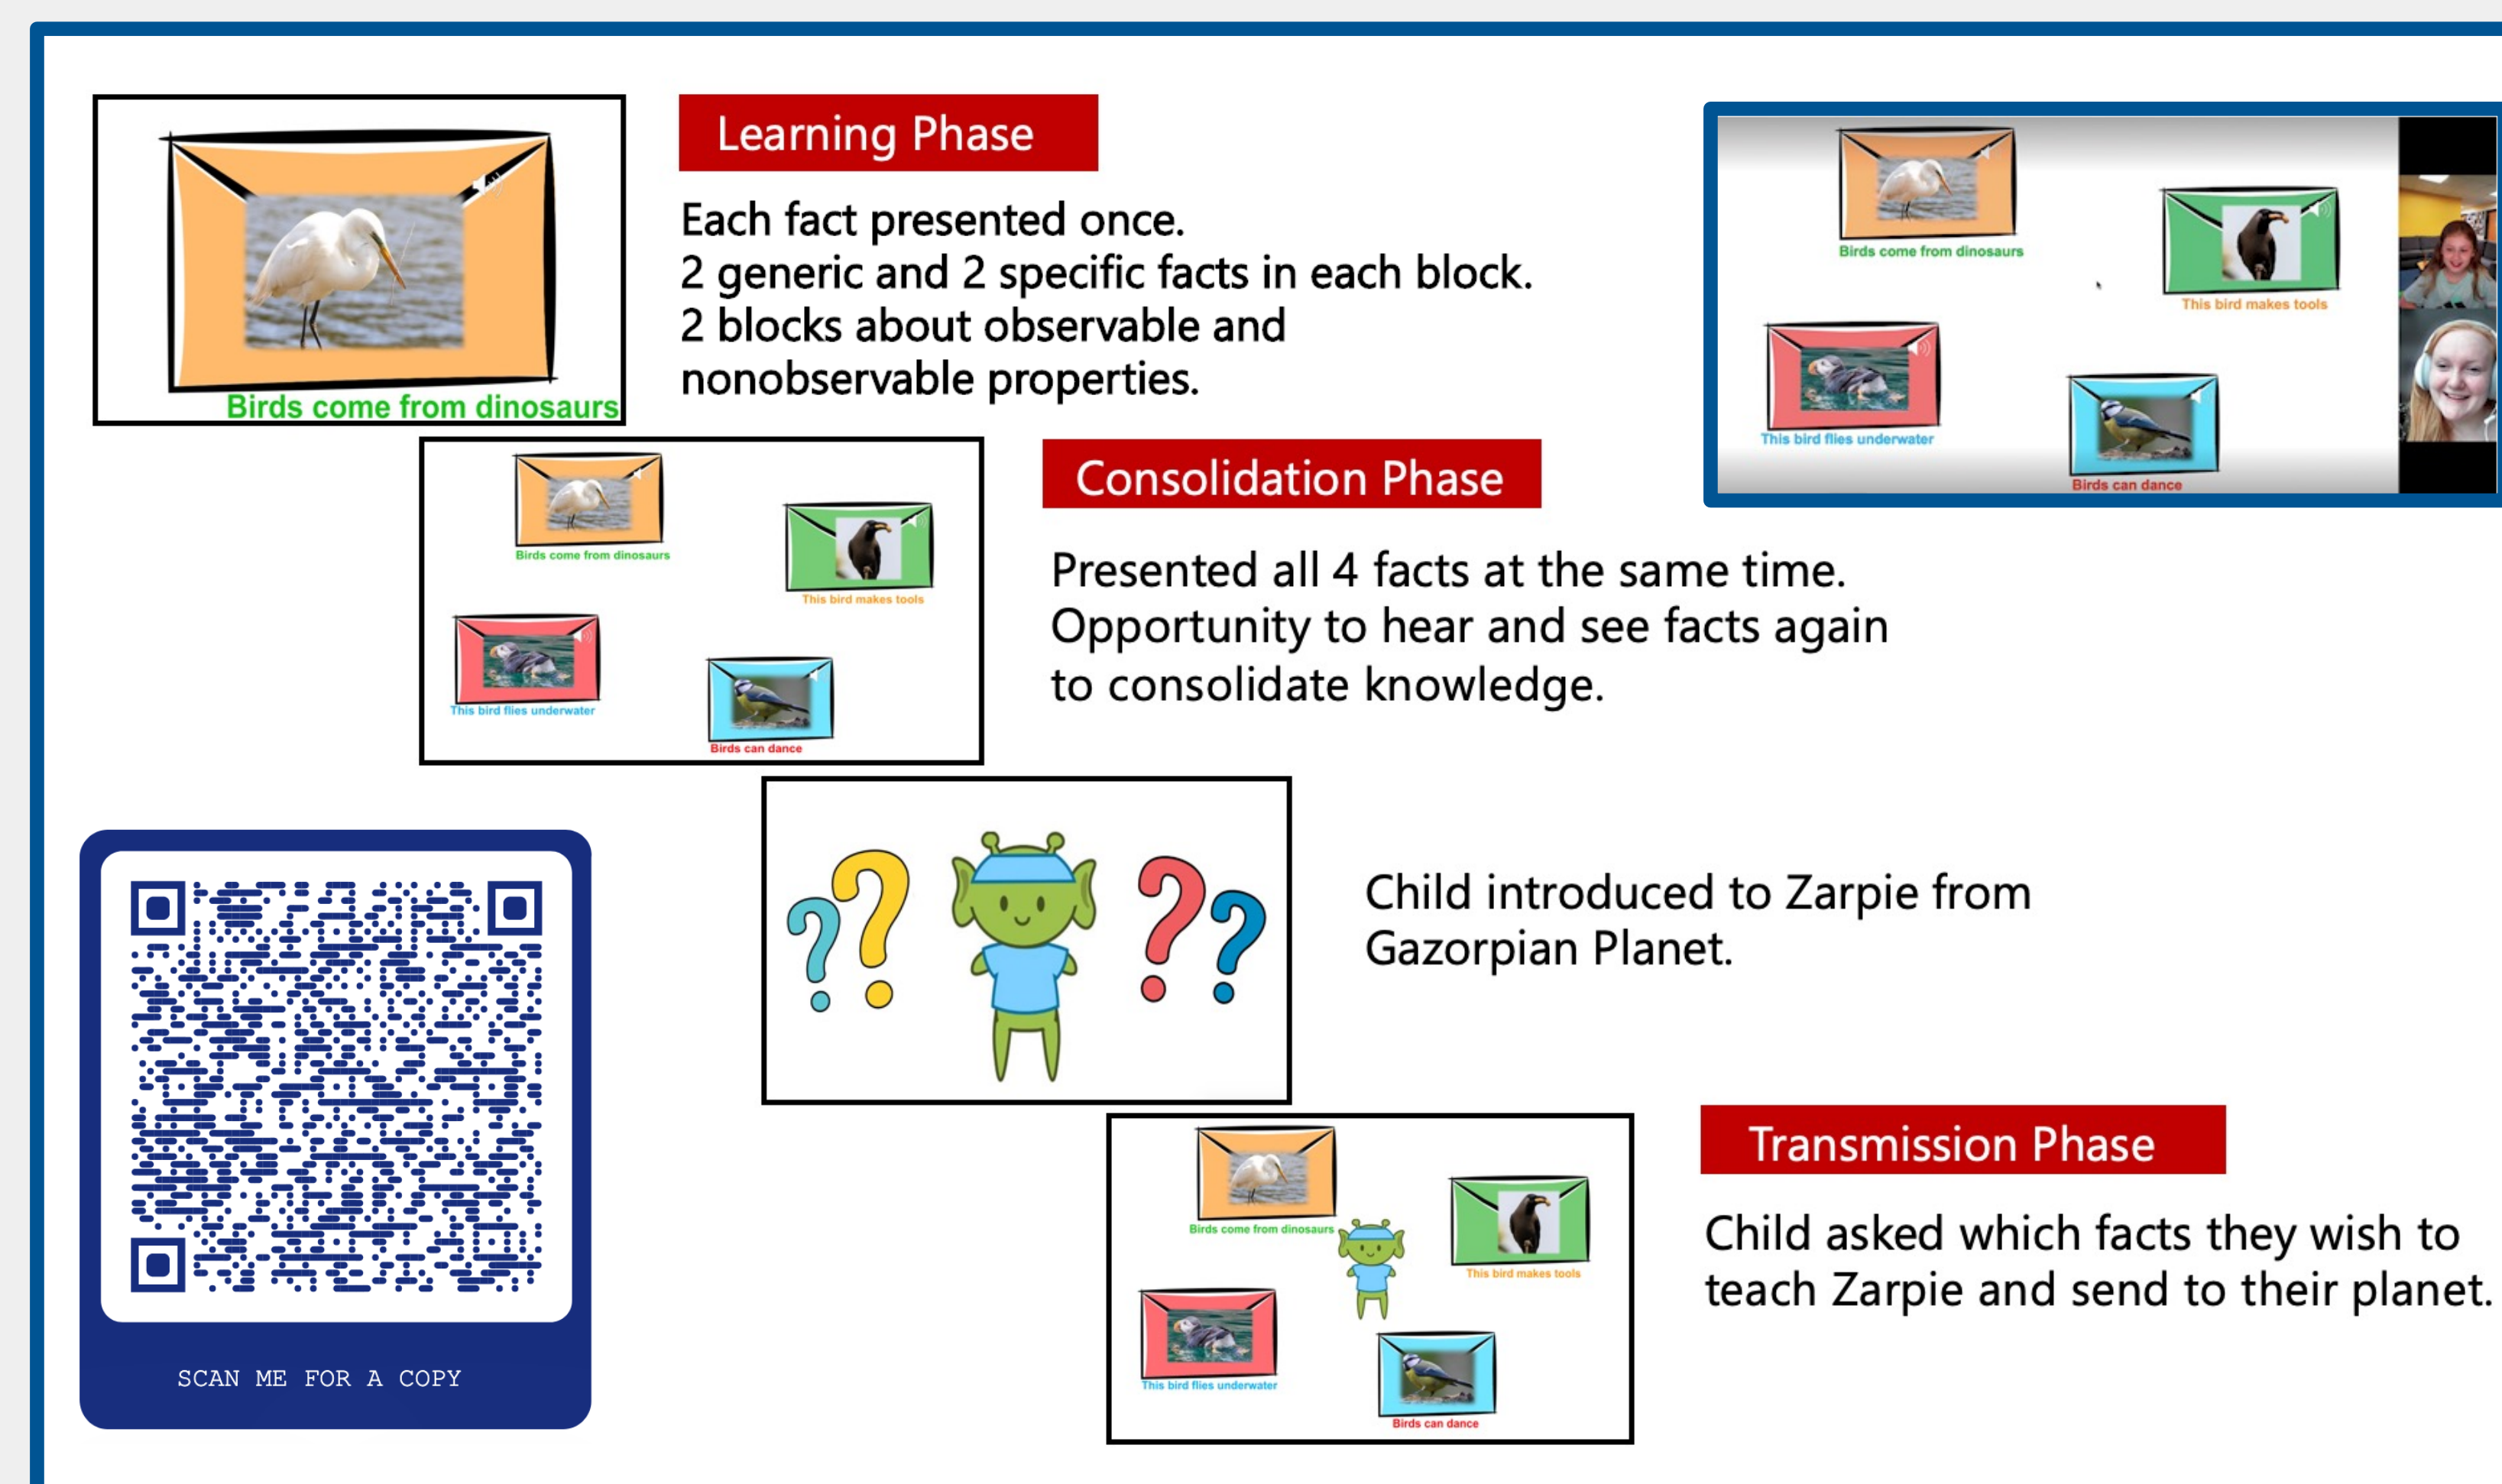 Birds come from dinosaurs
Learning Phase
Each fact presented once.
2 generic and 2 specific facts in each block.
2 blocks about observable and
nonobservable properties.
Birds come from dinosaurs
This bird makes tools
This bird flies underwater
Birds can dance
Birds come from dinosaurs
This bird makes tools
This bird flies underwater
Birds can dance
Consolidation Phase
Presented all 4 facts at the same time.
Opportunity to hear and see facts again
to consolidate knowledge.
Child introduced to Zarpie from
Gazorpian Planet.
SCAN ME FOR A COPY
Birds come from dinosaurs
This bird makes tools
This bird flies underwater
Birds can dance
Transmission Phase
Child asked which facts they wish to
teach Zarpie and send to their planet.